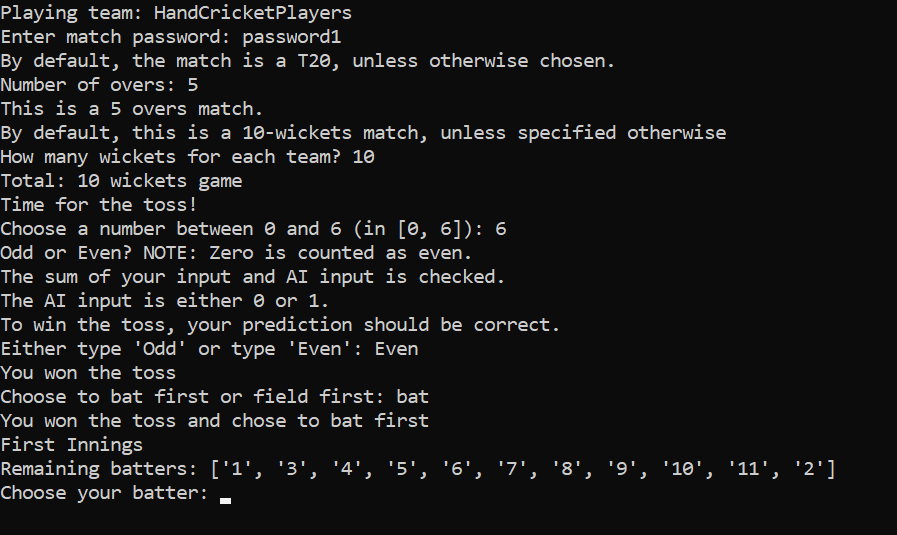 Playing team: HandCricketPlayers
Enter match password: password1
By default, the match is a T20, unless otherwise chosen.
Number of overs: 5
This is a 5 overs match.
By default, this is a 10-wickets match, unless specified otherwise
How many wickets for each team? 10
Total: 10 wickets game
Time for the toss!
Choose a number between 0 and 6 (in [0, 6]): 6
Odd or Even? NOTE: Zero is counted as even.
The sum of your input and AI input is checked.
The AI input is either 0 or 1.
To win the toss, your prediction should be correct.
Either type 'Odd' or type 'Even': Even
You won the toss
Choose to bat first or field first: bat
You won the toss and chose to bat first
First Innings
Remaining batters: ['1', '3', '4', '5', '6', '7', '8', '9', '10', '11', '2']
Choose your batter: